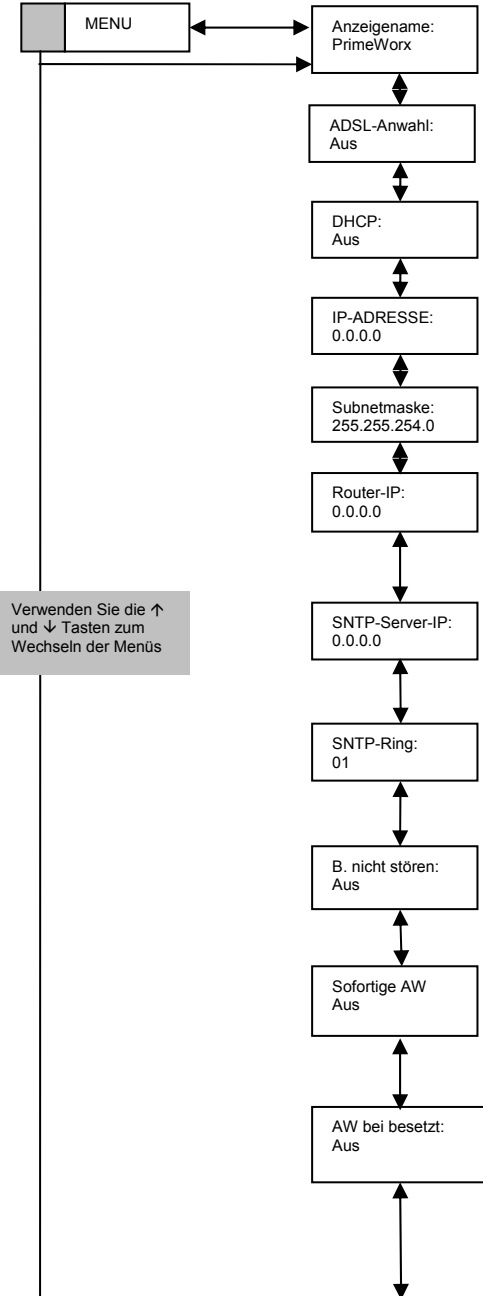 MENU
Anzeigename:
PrimeWorx
ADSL-Anwahl:
Aus
DHCP:
Aus
IP-ADRESSE:
0.0.0.0
Subnetmaske:
255.255.254.0
Router-IP:
0.0.0.0
Verwenden Sie die ↑
und ↓ Tasten zum
Wechseln der Menüs
SNTP-Server-IP:
0.0.0.0
SNTP-Ring:
01
B. nicht stören:
Aus
Sofortige AW
Aus
AW bei besetzt:
Aus